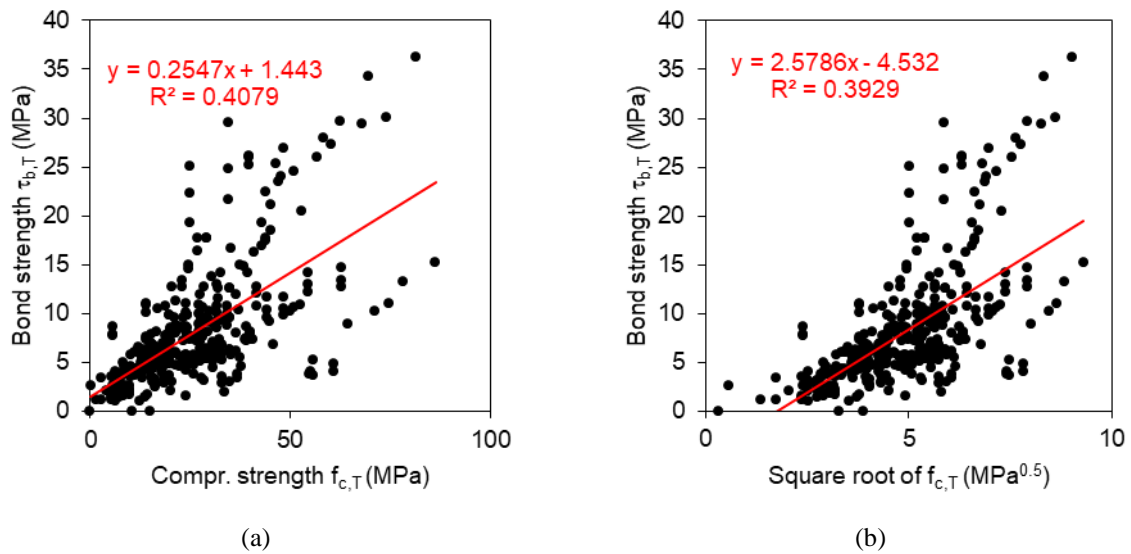 y = 0.2547x + 1.443
R² = 0.4079
Bond strength τb,T (MPa)
40
35
30
25
20
15
10
5
0
0 50 100
Compr. strength fc,T (MPa)
(a)
y = 2.5786x - 4.532
R² = 0.3929
Bond strength τb,T (MPa)
40
35
30
25
20
15
10
5
0
0 5 10
Square root of fc,T (MPa0.5)
(b)